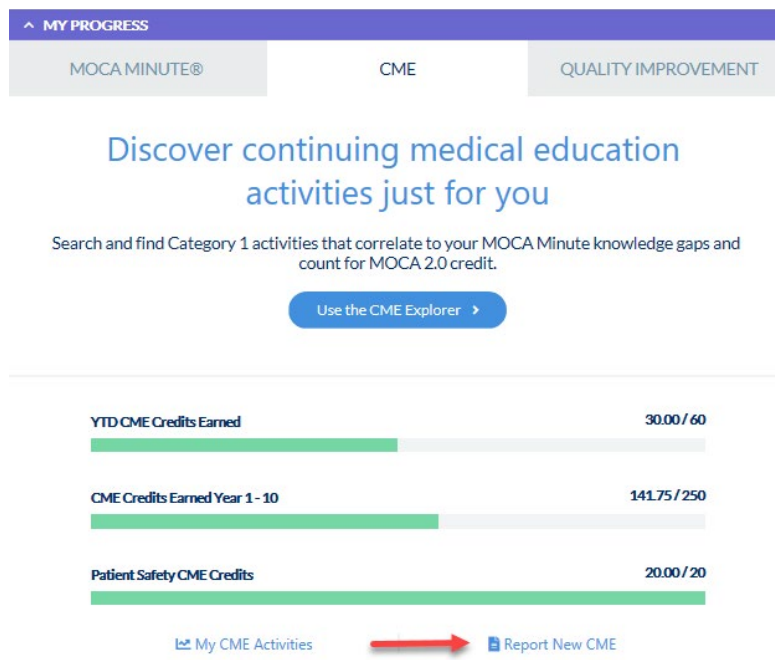 MY PROGRESS
MOCA MINUTE® CME QUALITY IMPROVEMENT
Discover continuing medical education
activities just for you
Search and find Category 1 activities that correlate to your MOCA Minute knowledge gaps and
count for MOCA 2.0 credit.
Use the CME Explorer >
YTD CME Credits Earned 30.00 / 60
CME Credits Earned Year 1 - 10 141.75 / 250
Patient Safety CME Credits 20.00 / 20
My CME Activities Report New CME